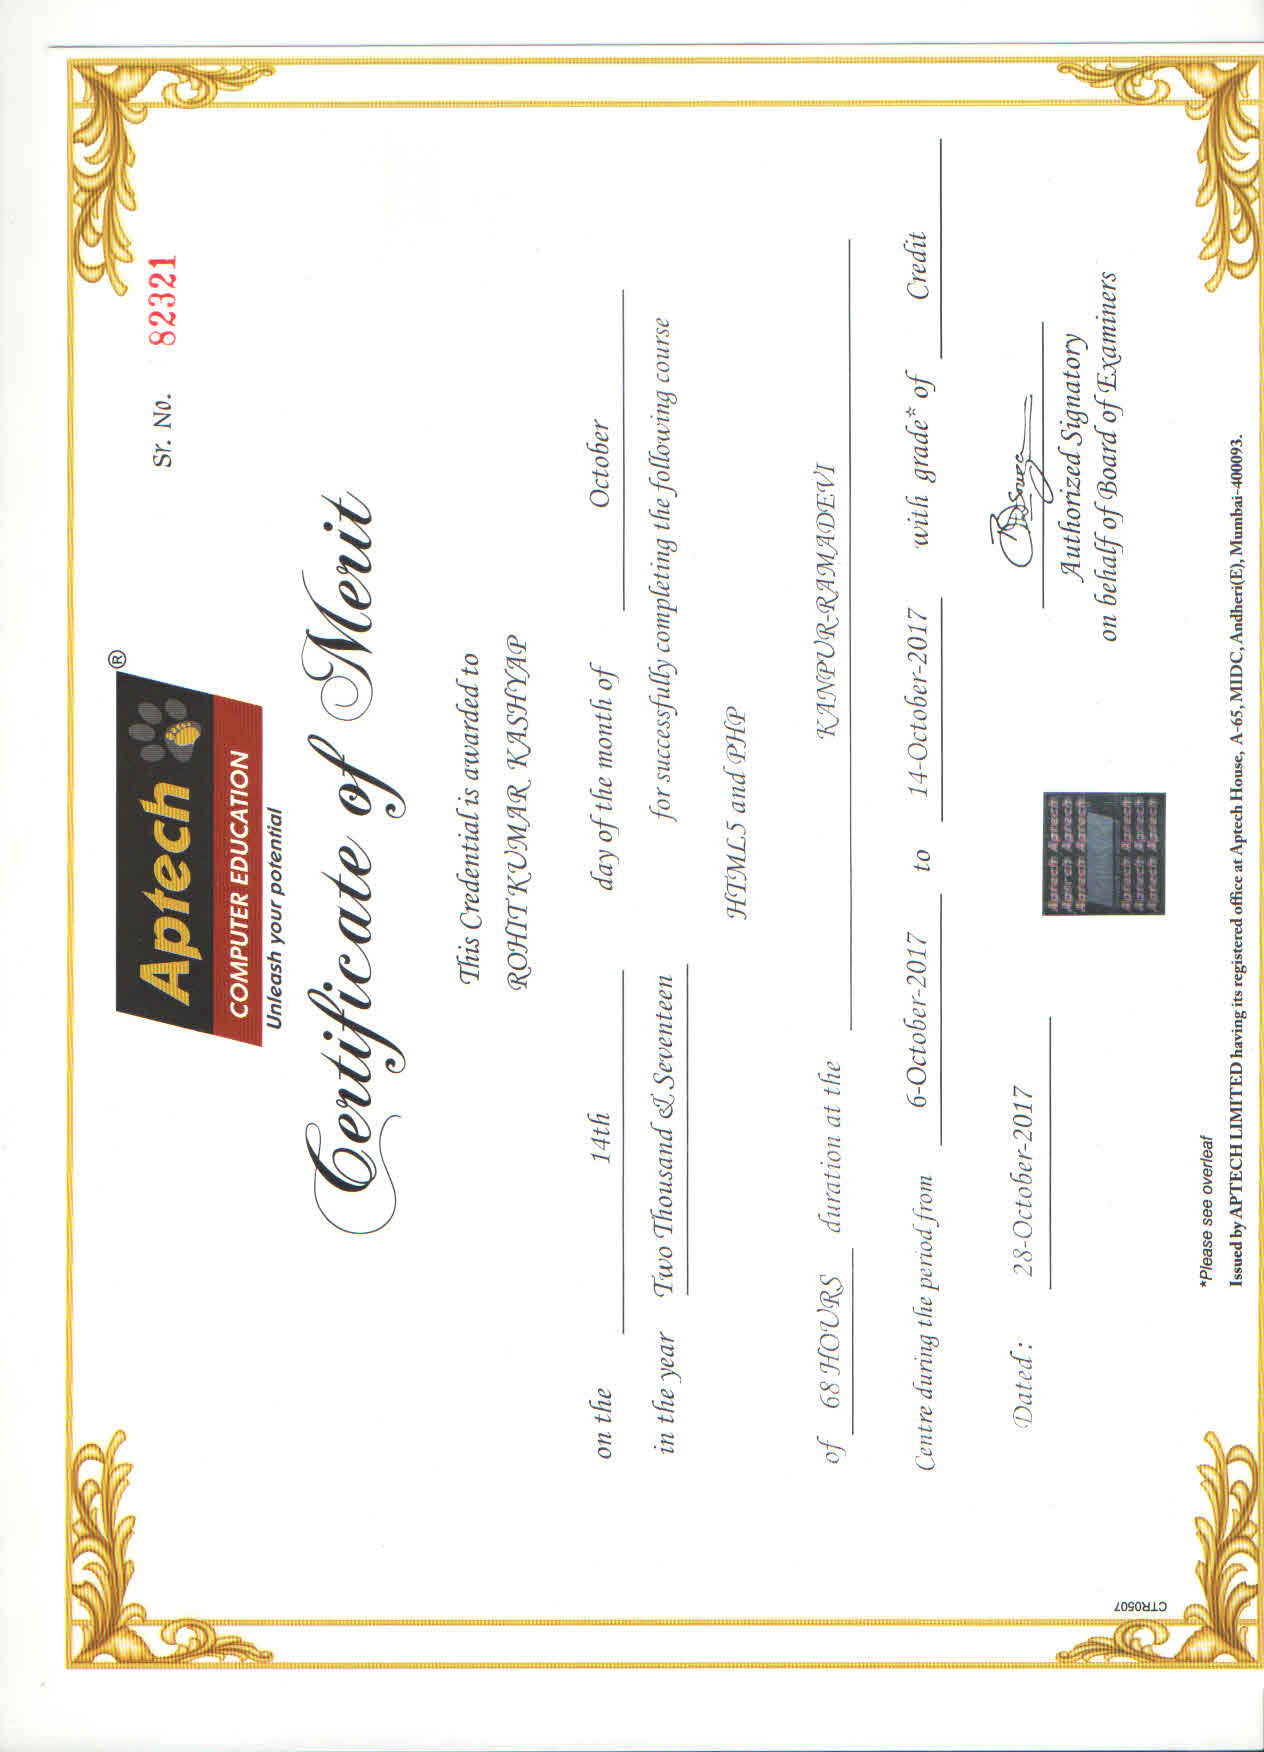 Aptech ®
COMPUTER EDUCATION
Unleash your potential
Sr. No. 82321
Certificate of Merit
This Credential is awarded to
ROHIT KUMAR KASHYAP
on the 14th day of the month of October
in the year Two Thousand & Seventeen for successfully completing the following course
HTML5 and PHP
of 68 HOURS duration at the KANPUR-RAMADEVI
Centre during the period from 6-October-2017 to 14-October-2017 with grade* of Credit
Dated: 28-October-2017
Authorized Signatory
on behalf of Board of Examiners
Aptech Aptech
Aptech Aptech
Aptech Aptech
Aptech Aptech
Aptech Aptech
Aptech Aptech
CTR0507
*Please see overleaf
Issued by APTECH LIMITED having its registered office at Aptech House, A-65, MIDC, Andheri(E), Mumbai-400093.